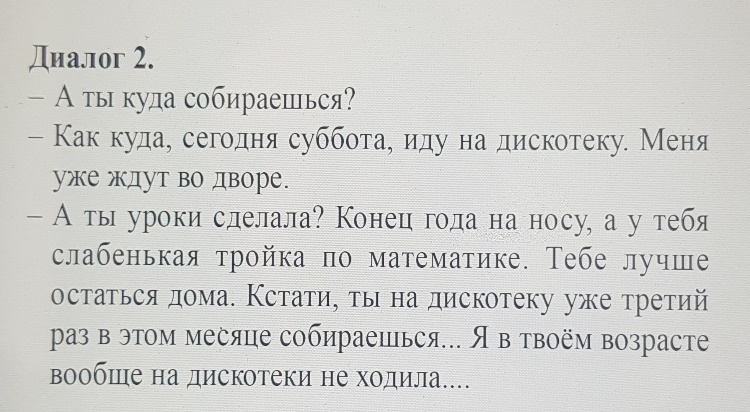 Диалог 2.
– А ты куда собираешься?
– Как куда, сегодня суббота, иду на дискотеку. Меня
уже ждут во дворе.
– А ты уроки сделала? Конец года на носу, а у тебя
слабенькая тройка по математике. Тебе лучше
остаться дома. Кстати, ты на дискотеку уже третий
раз в этом месяце собираешься... Я в твоём возрасте
вообще на дискотеки не ходила....